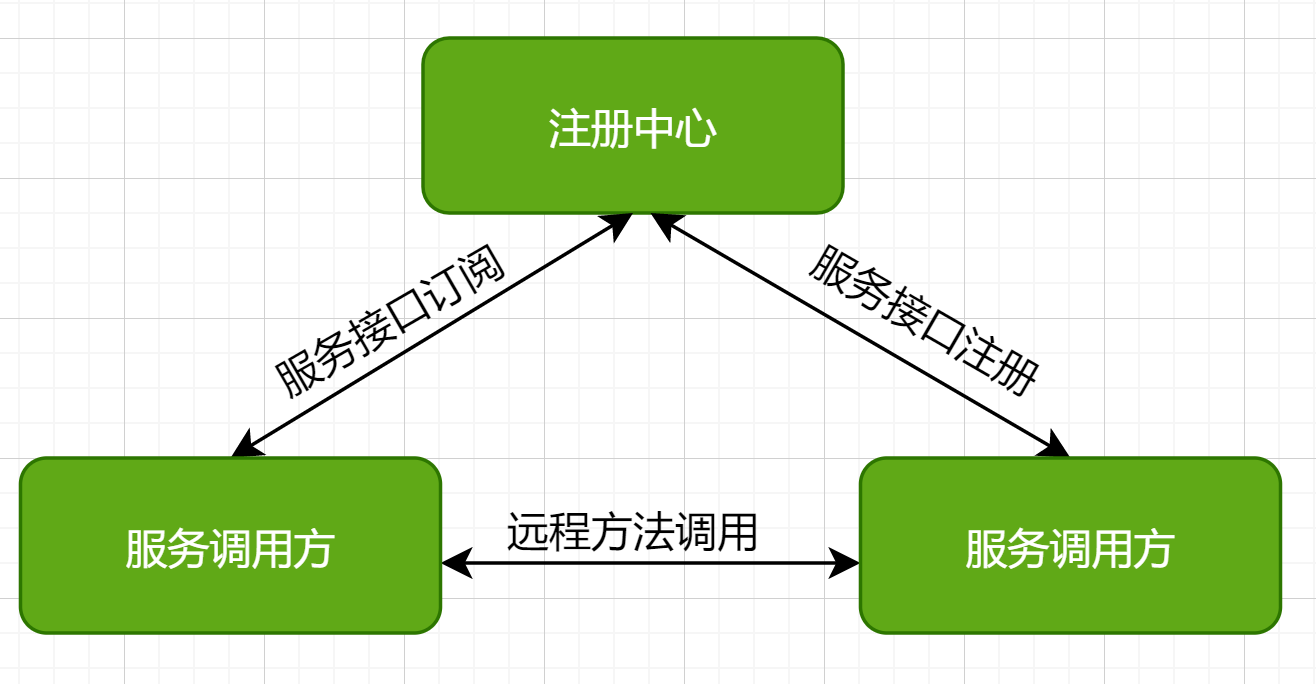 注册中心
服务接口订阅
服务接口注册
远程方法调用
服务调用方
服务调用方